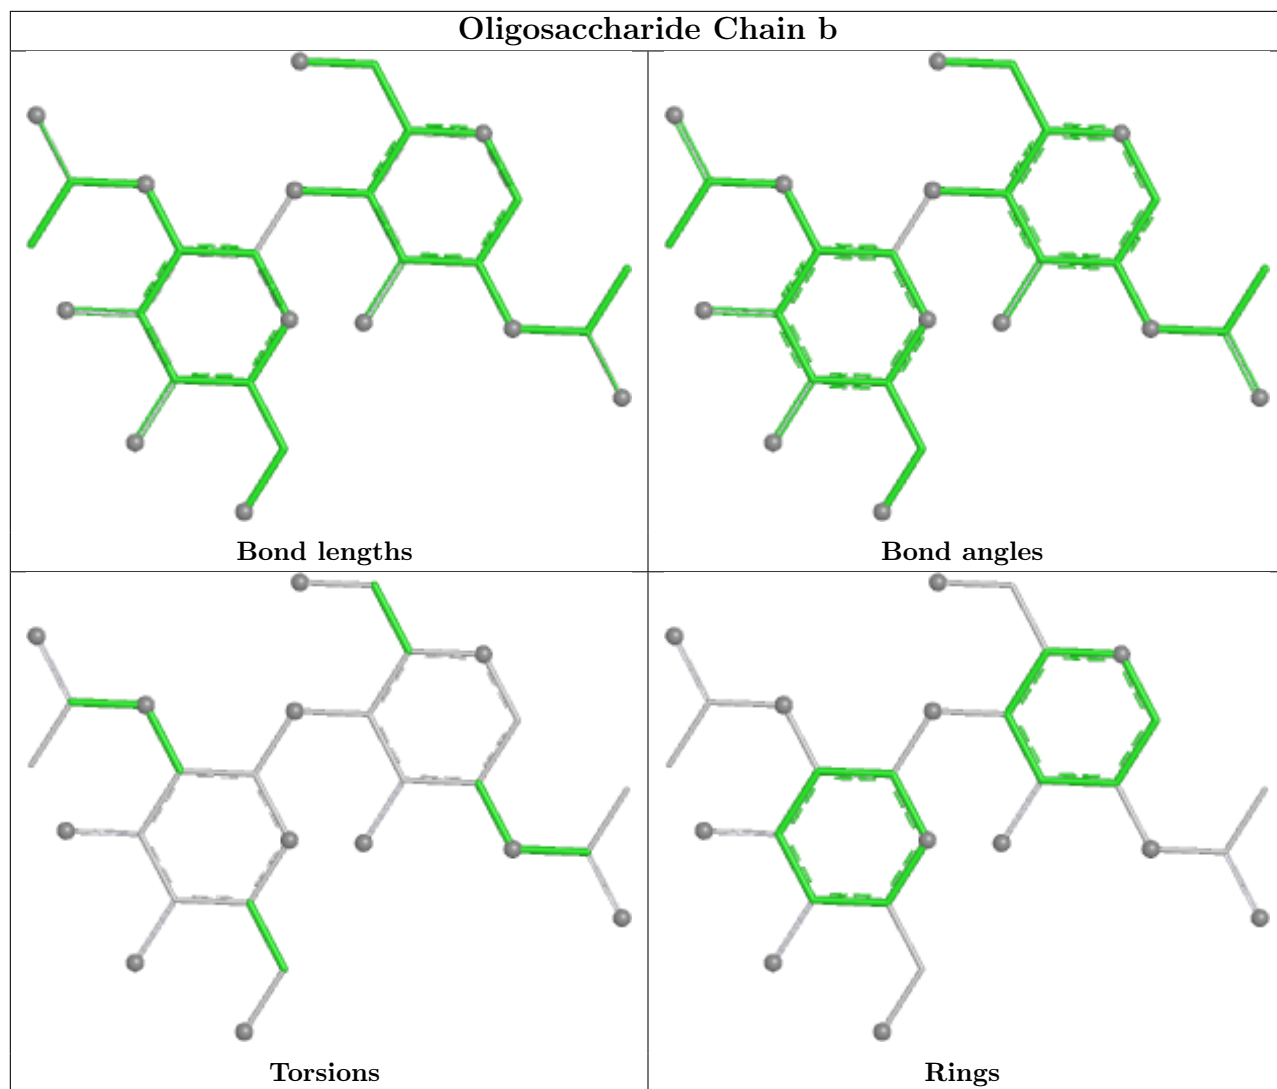 Oligosaccharide Chain b
Bond lengths
Bond angles
Torsions
Rings